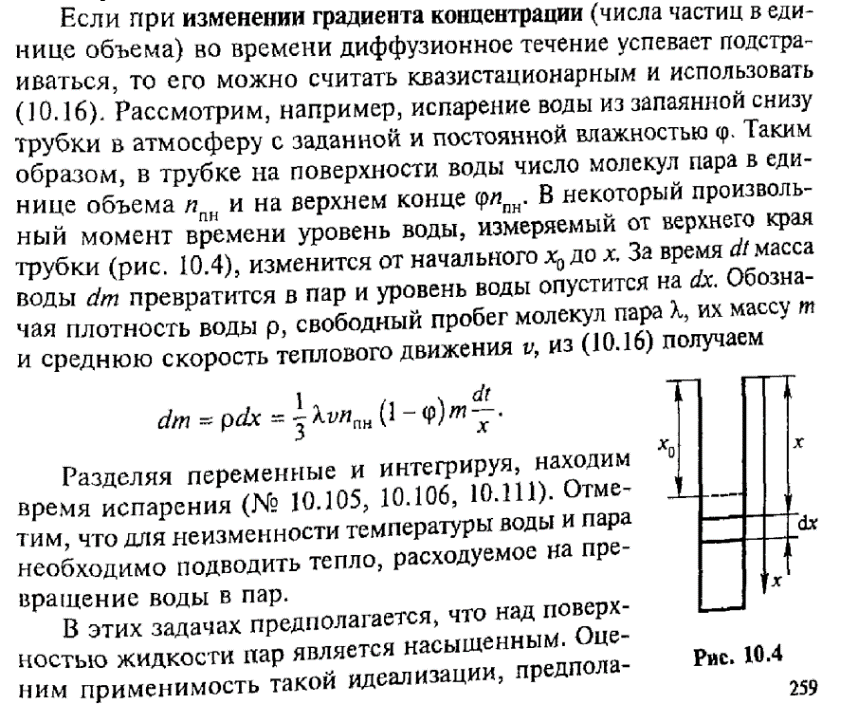 Если при изменении градиента концентрации (числа частиц в еди-
нице объема) во времени диффузионное течение успевает подстра-
иваться, то его можно считать квазистационарным и использовать
(10.16). Рассмотрим, например, испарение воды из запаянной снизу
трубки в атмосферу с заданной и постоянной влажностью φ. Таким
образом, в трубке на поверхности воды число молекул пара в еди-
нице объема nпн и на верхнем конце φnпн. В некоторый произволь-
ный момент времени уровень воды, измеряемый от верхнего края
трубки (рис. 10.4), изменится от начального x₀ до x. За время dt масса
воды dm превратится в пар и уровень воды опустится на dx. Обозна-
чая плотность воды ρ, свободный пробег молекул пара λ, их массу m
и среднюю скорость теплового движения v, из (10.16) получаем
dm = ρdx = 1/3 λvnпн (1 – φ) m dt/x.
Разделяя переменные и интегрируя, находим
время испарения (№ 10.105, 10.106, 10.111). Отме-
тим, что для неизменности температуры воды и пара
необходимо подводить тепло, расходуемое на пре-
вращение воды в пар.
В этих задачах предполагается, что над поверх-
ностью жидкости пар является насыщенным. Оце-
ним применимость такой идеализации, предпола-
x₀
x
dx
x
Рис. 10.4
259